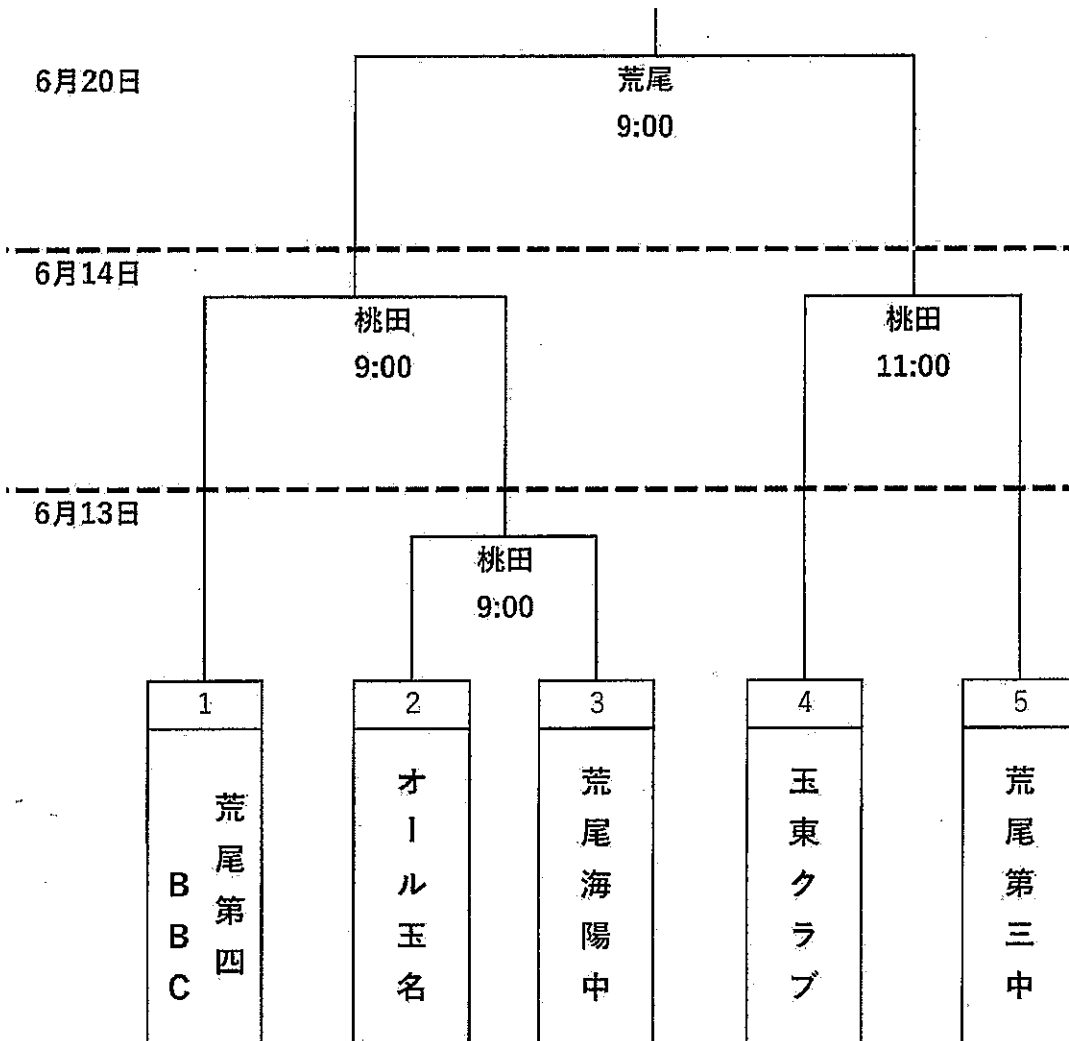 6月20日
荒尾
9:00
6月14日
桃田
9:00
桃田
11:00
6月13日
桃田
9:00
1
2
3
4
5
荒尾第四
BBC
オール玉名
荒尾海陽中
玉東クラブ
荒尾第三中